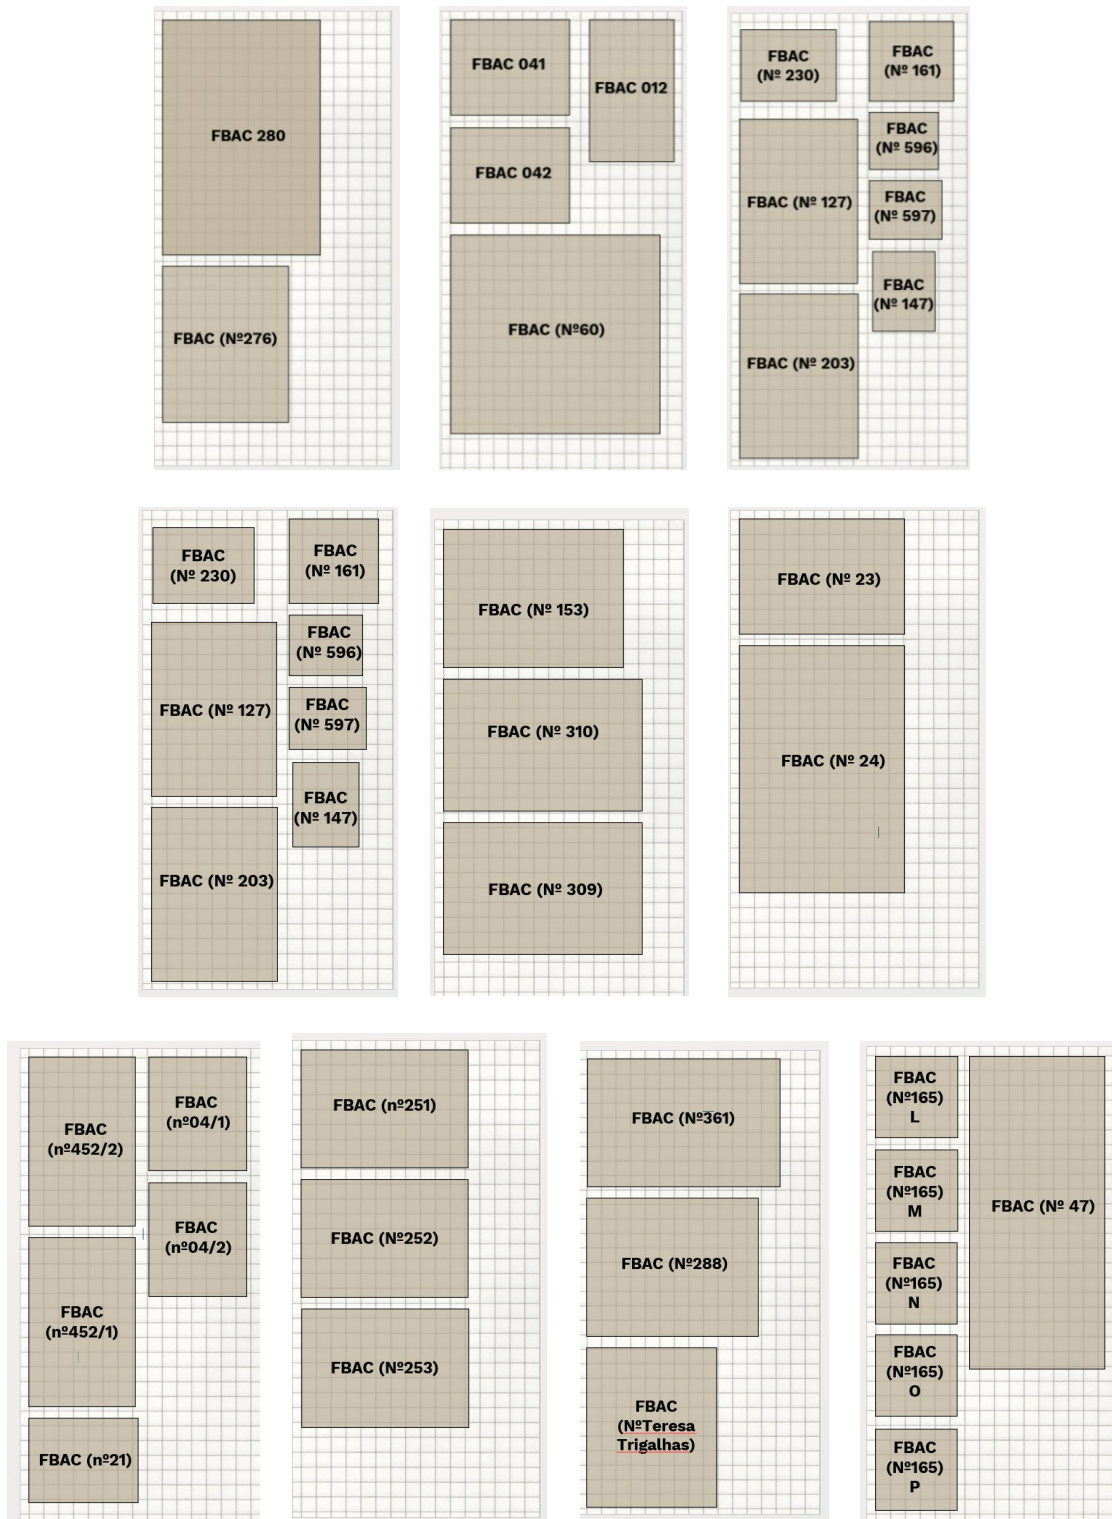 FBAC 280
FBAC (Nº276)
FBAC 041
FBAC 012
FBAC 042
FBAC (Nº60)
FBAC
(Nº 230)
FBAC
(Nº 161)
FBAC
(Nº 596)
FBAC (Nº 127)
FBAC
(Nº 597)
FBAC
(Nº 147)
FBAC (Nº 203)
FBAC
(Nº 230)
FBAC
(Nº 161)
FBAC
(Nº 596)
FBAC (Nº 127)
FBAC
(Nº 597)
FBAC
(Nº 147)
FBAC (Nº 203)
FBAC (Nº 153)
FBAC (Nº 310)
FBAC (Nº 309)
FBAC (Nº 23)
FBAC (Nº 24)
FBAC
(nº452/2)
FBAC
(nº04/1)
FBAC
(nº04/2)
FBAC
(nº452/1)
FBAC (nº21)
FBAC (nº251)
FBAC (Nº252)
FBAC (Nº253)
FBAC (Nº361)
FBAC (Nº288)
FBAC
(NºTeresa
Trigalhas)
FBAC
(Nº165)
L
FBAC
(Nº165)
M
FBAC (Nº 47)
FBAC
(Nº165)
N
FBAC
(Nº165)
O
FBAC
(Nº165)
P